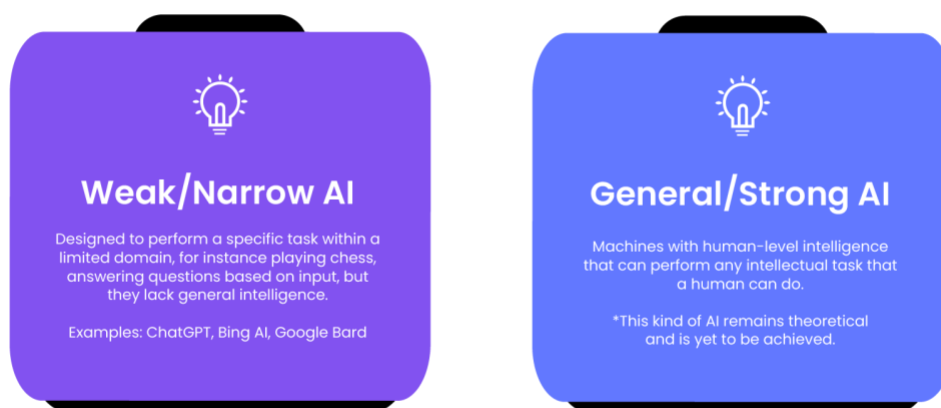 Weak/Narrow AI
Designed to perform a specific task within a
limited domain, for instance playing chess,
answering questions based on input, but
they lack general intelligence.
Examples: ChatGPT, Bing AI, Google Bard
General/Strong AI
Machines with human-level intelligence
that can perform any intellectual task that
a human can do.
*This kind of AI remains theoretical
and is yet to be achieved.